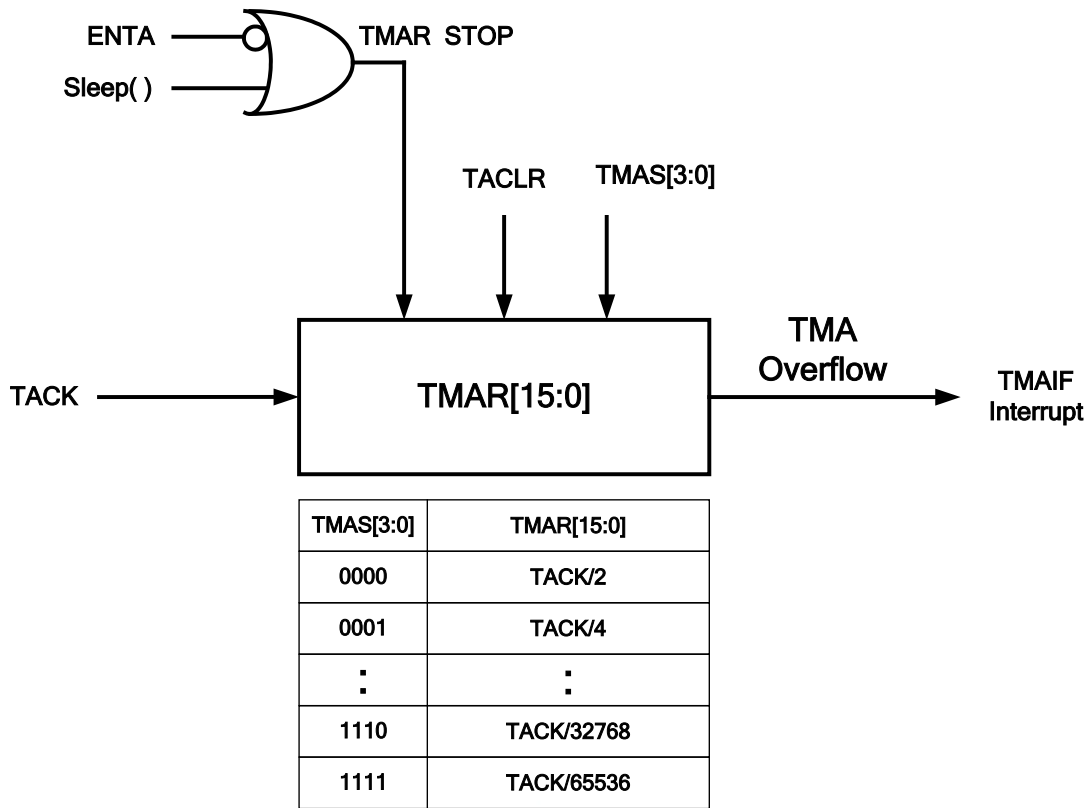 ENTA
TMAR STOP
Sleep( )
TACLR
TMAS[3:0]
TACK
TMAR[15:0]
TMA
Overflow
TMAIF
Interrupt
TMAS[3:0] TMAR[15:0]
0000 TACK/2
0001 TACK/4
: :
1110 TACK/32768
1111 TACK/65536